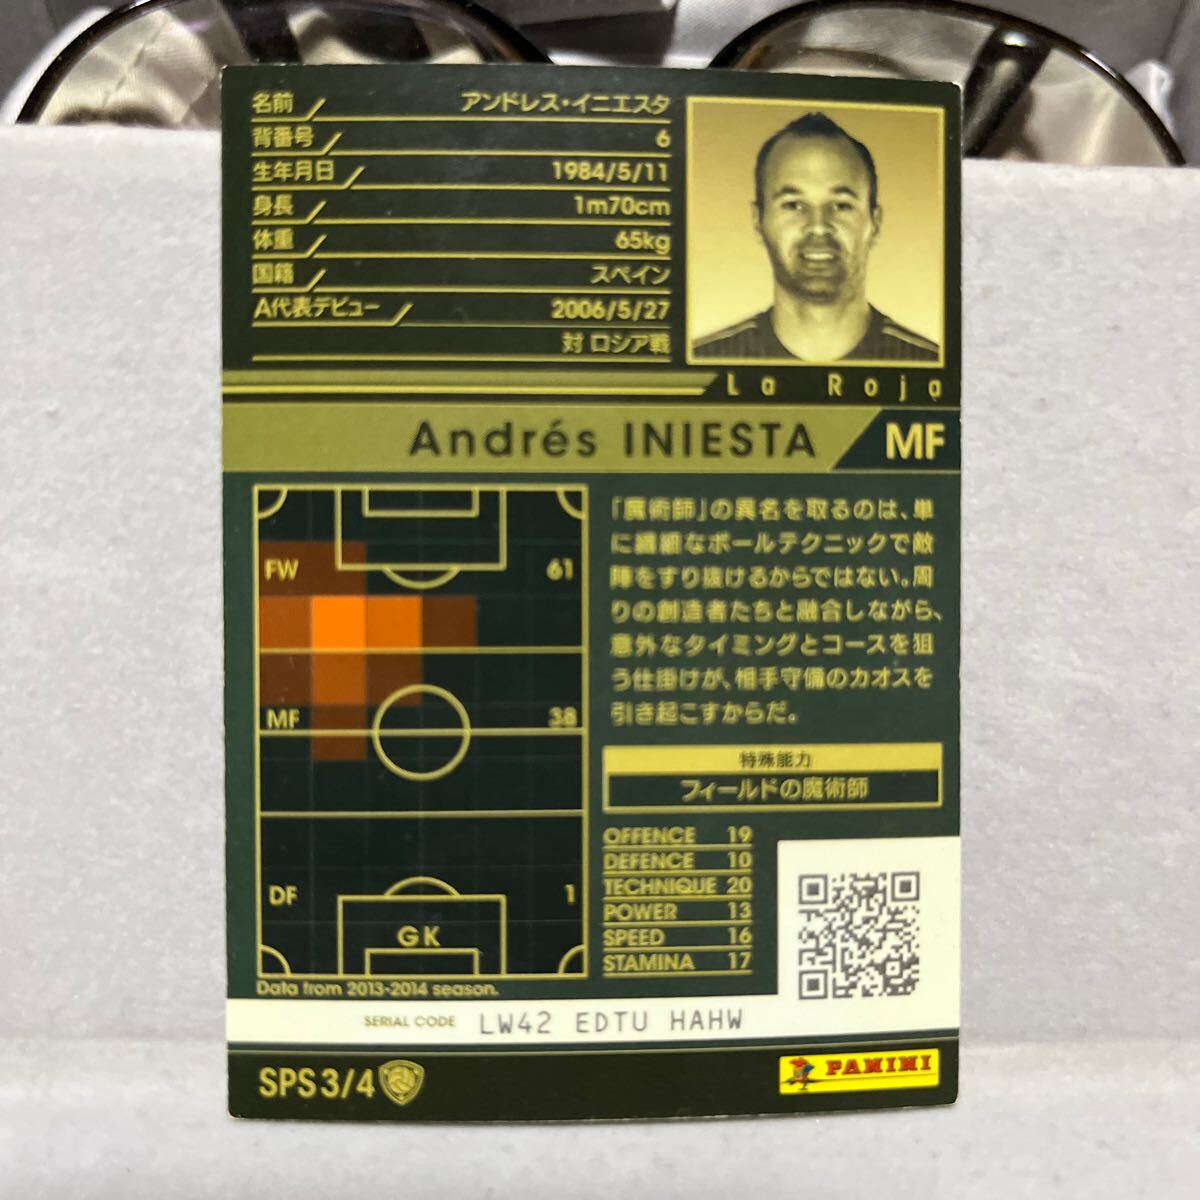 名前 アンドレス・イニエスタ
背番号 6
生年月日 1984/5/11
身長 1m70cm
体重 65kg
国籍 スペイン
A代表デビュー 2006/5/27
対 ロシア戦
La Roja
Andrés INIESTA MF
FW 61
MF 38
DF 1
GK
Data from 2013-2014 season.
「魔術師」の異名を取るのは、単
に繊細なボールテクニックで敵
陣をすり抜けるからではない。周
りの創造者たちと融合しながら、
意外なタイミングとコースを狙
う仕掛けが、相手守備のカオスを
引き起こすからだ。
特殊能力
フィールドの魔術師
OFFENCE 19
DEFENCE 10
TECHNIQUE 20
POWER 13
SPEED 16
STAMINA 17
SERIAL CODE LW42 EDTU HAHW
SPS 3/4
PANINI